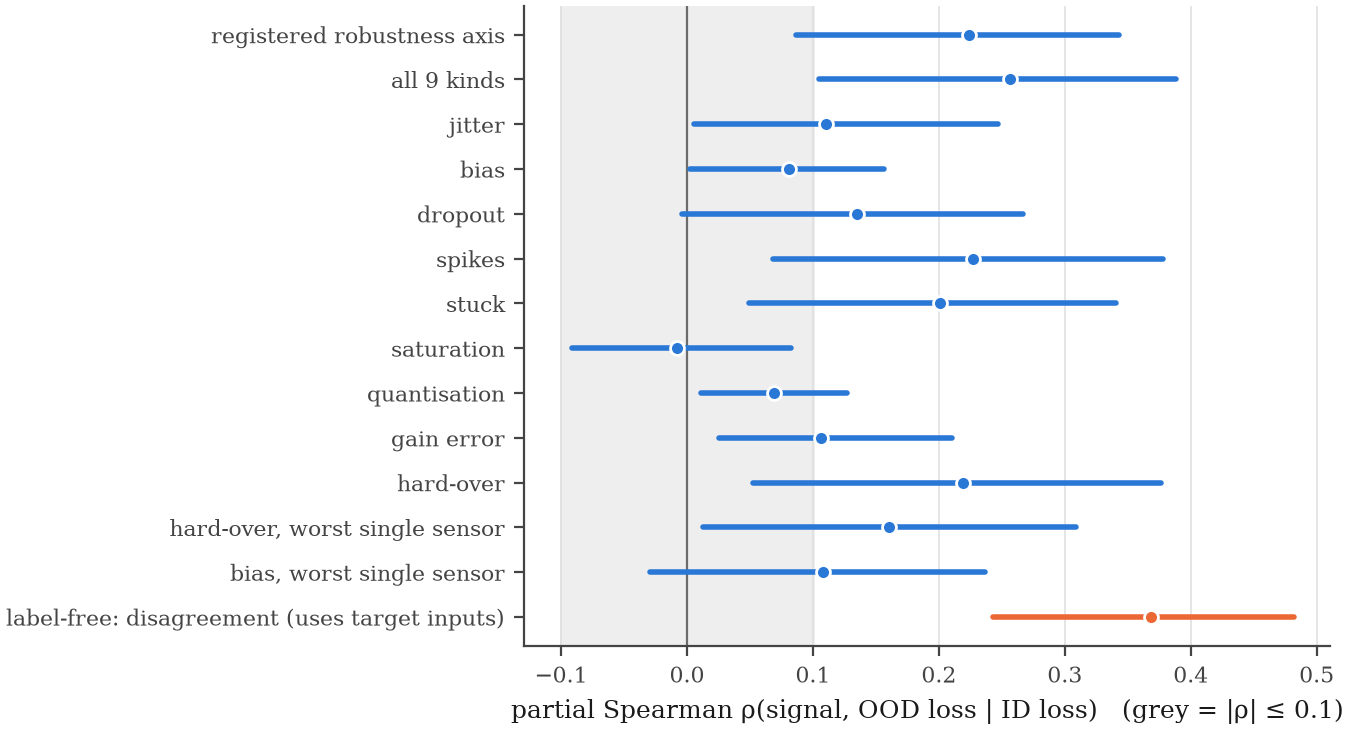 registered robustness axis
all 9 kinds
jitter
bias
dropout
spikes
stuck
saturation
quantisation
gain error
hard-over
hard-over, worst single sensor
bias, worst single sensor
label-free: disagreement (uses target inputs)
−0.1 0.0 0.1 0.2 0.3 0.4 0.5
partial Spearman ρ(signal, OOD loss | ID loss) (grey = |ρ| ≤ 0.1)